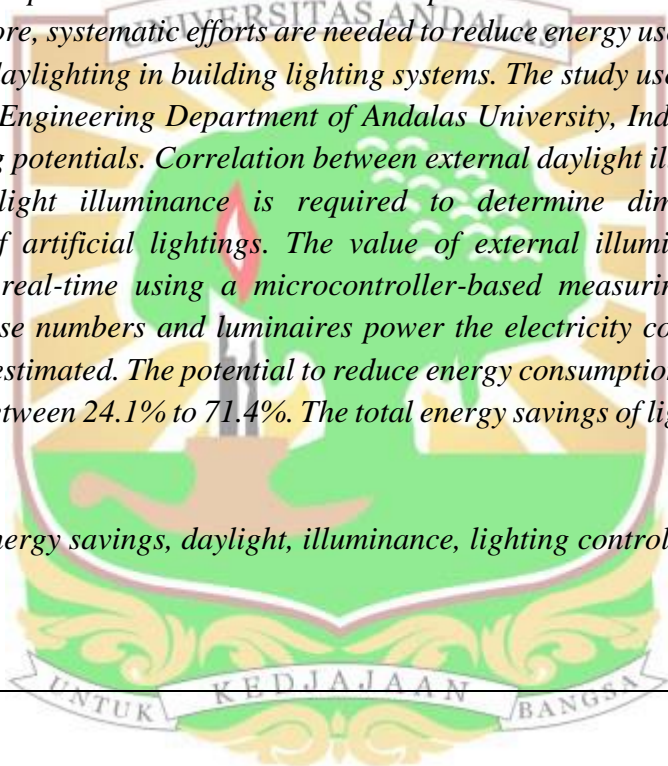 UNIVERSITAS ANDALAS
ore, systematic efforts are needed to reduce energy use
daylighting in building lighting systems. The study use
Engineering Department of Andalas University, Ind
g potentials. Correlation between external daylight il
light illuminance is required to determine dim
f artificial lightings. The value of external illumi
real-time using a microcontroller-based measurin
se numbers and luminaires power the electricity co
estimated. The potential to reduce energy consumption
etween 24.1% to 71.4%. The total energy savings of lig
nergy savings, daylight, illuminance, lighting control
UNTUK KEDJAJAAN BANGSA